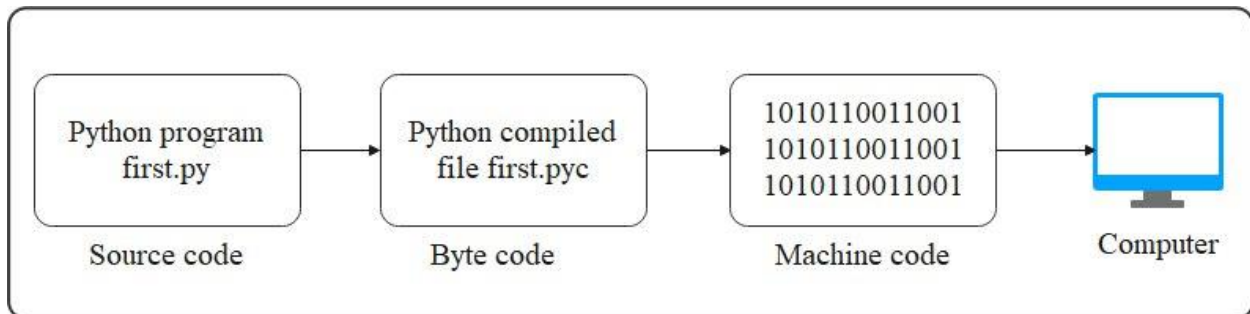 Python program
first.py
Source code
Python compiled
file first.pyc
Byte code
1010110011001
1010110011001
1010110011001
Machine code
Computer